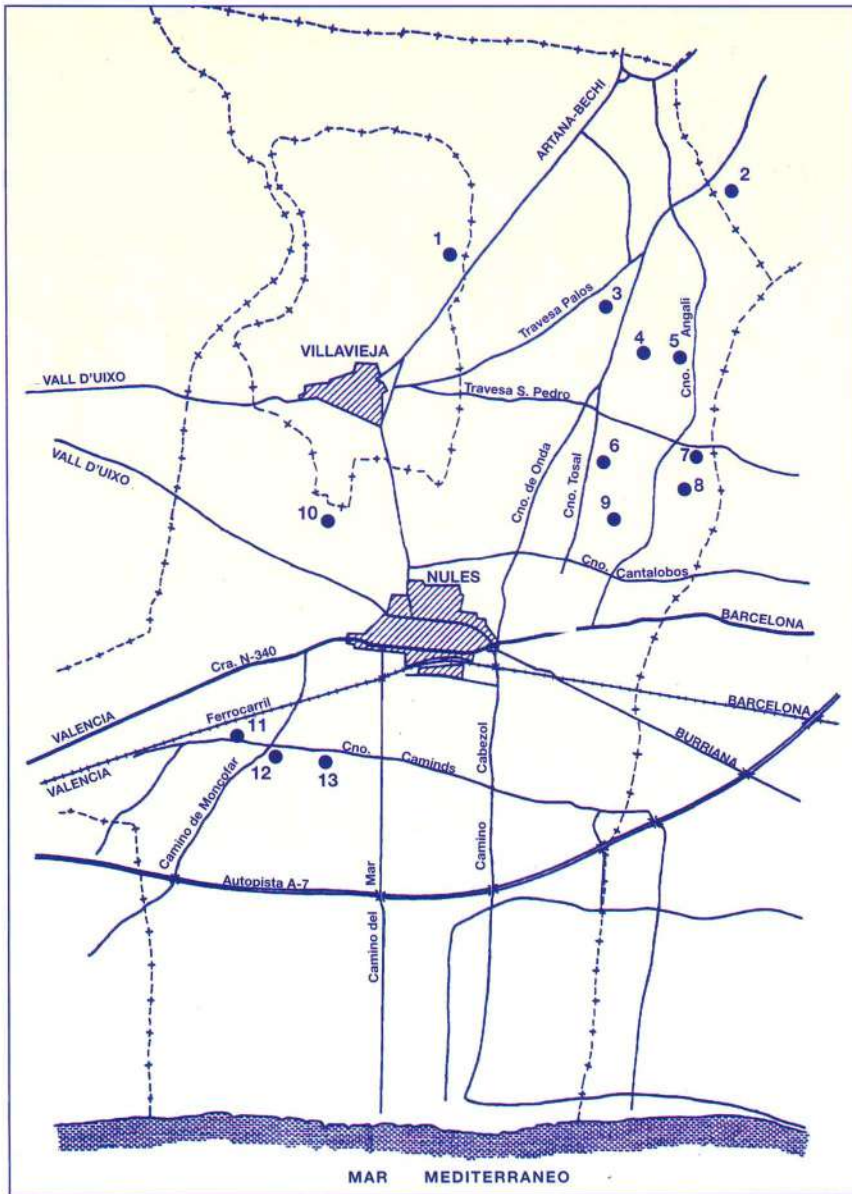 ARTANA-BECHI
2
1
3
Travesa Palos
4
5
Cno. Angali
VILLAVIEJA
VALL D'UIXO
Travesa S. Pedro
VALL D'UIXO
6
7
8
Cno. de Onda
Cno. Tosal
9
10
Cno. Cantalobos
NULES
BARCELONA
Cra. N-340
VALENCIA
Ferrocarril
BARCELONA
BURRIANA
VALENCIA
11
12
13
Cno. Caminds
Camino de Moncofar
Camino Cabezol
Autopista A-7
Camino del Mar
MAR MEDITERRANEO